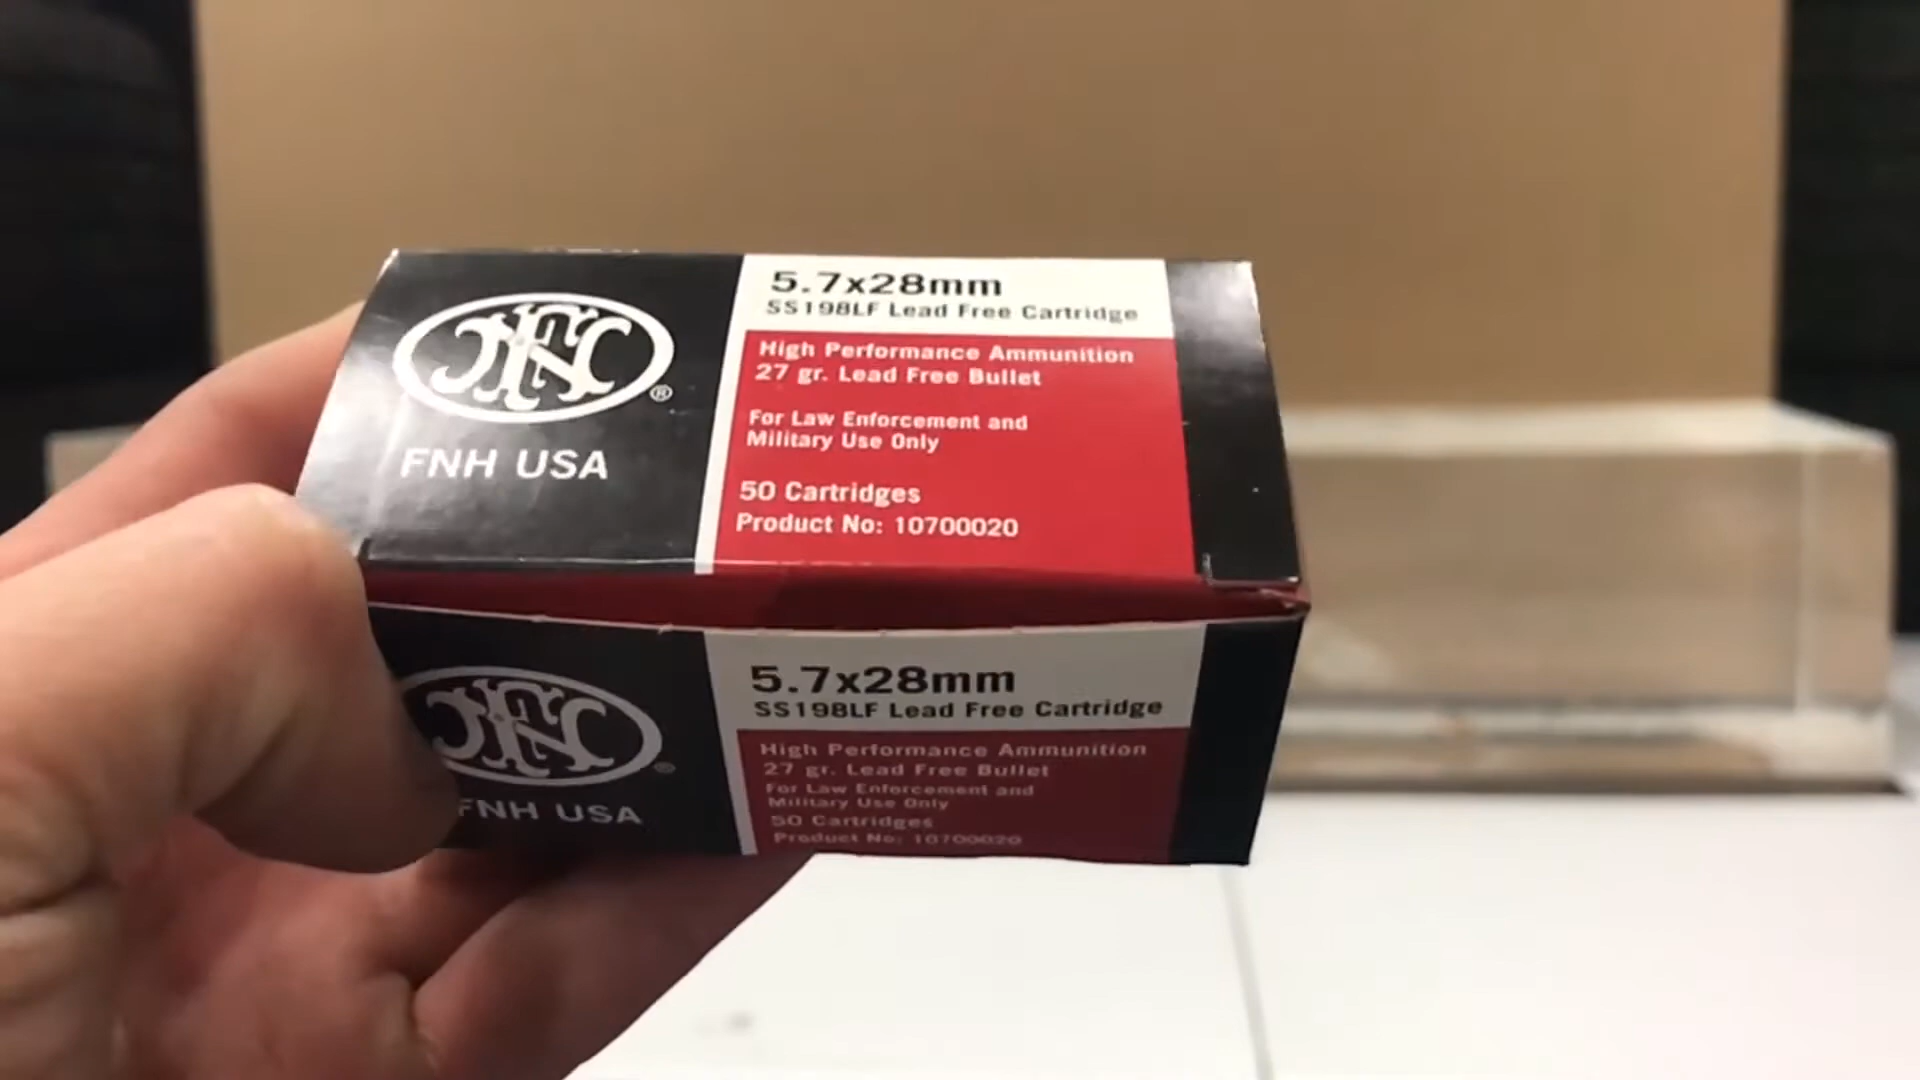 FN
®
FNH USA
5.7x28mm
SS198LF Lead Free Cartridge
High Performance Ammunition
27 gr. Lead Free Bullet
For Law Enforcement and
Military Use Only
50 Cartridges
Product No: 10700020
FN
®
FNH USA
5.7x28mm
SS198LF Lead Free Cartridge
High Performance Ammunition
27 gr. Lead Free Bullet
For Law Enforcement and
Military Use Only
50 Cartridges
Product No: 10700020